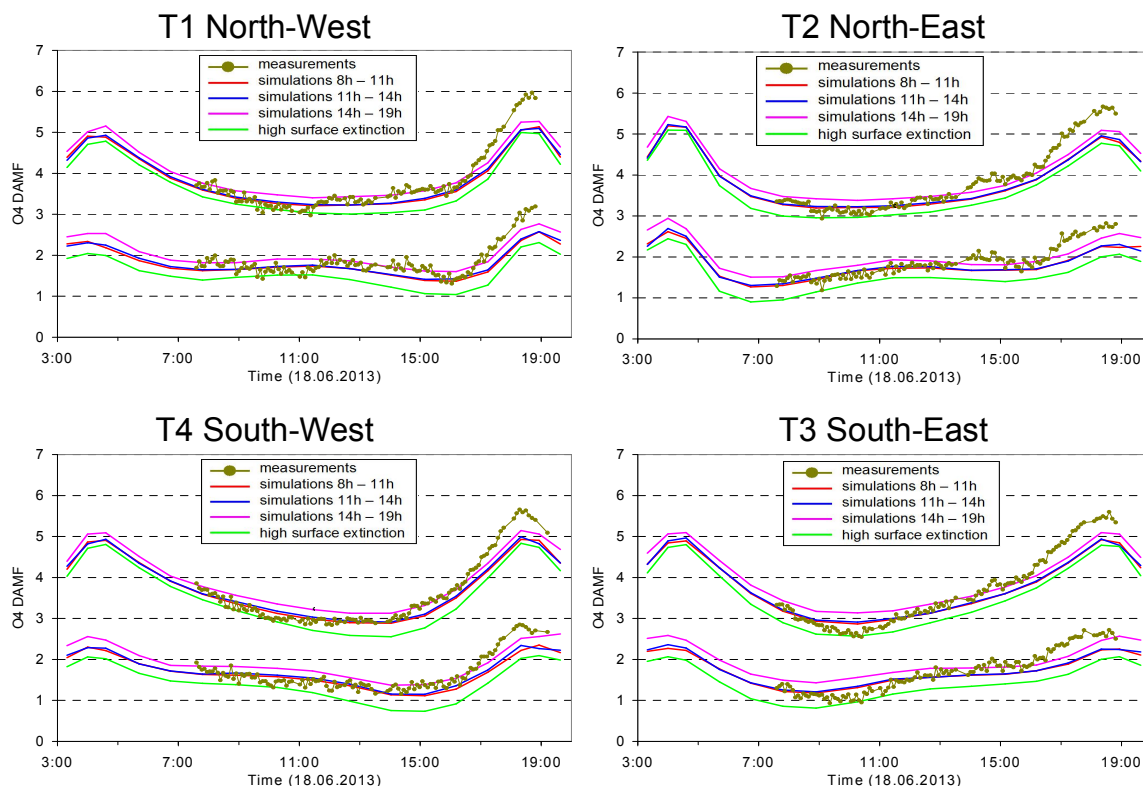 T1 North-West
O4 DAMF
7
6
5
4
3
2
1
0
measurements
simulations 8h – 11h
simulations 11h – 14h
simulations 14h – 19h
high surface extinction
3:00 7:00 11:00 15:00 19:00
Time (18.06.2013)
T2 North-East
O4 DAMF
7
6
5
4
3
2
1
0
measurements
simulations 8h – 11h
simulations 11h – 14h
simulations 14h – 19h
high surface extinction
3:00 7:00 11:00 15:00 19:00
Time (18.06.2013)
T4 South-West
O4 DAMF
7
6
5
4
3
2
1
0
measurements
simulations 8h – 11h
simulations 11h – 14h
simulations 14h – 19h
high surface extinction
3:00 7:00 11:00 15:00 19:00
Time (18.06.2013)
T3 South-East
O4 DAMF
7
6
5
4
3
2
1
0
measurements
simulations 8h – 11h
simulations 11h – 14h
simulations 14h – 19h
high surface extinction
3:00 7:00 11:00 15:00 19:00
Time (18.06.2013)